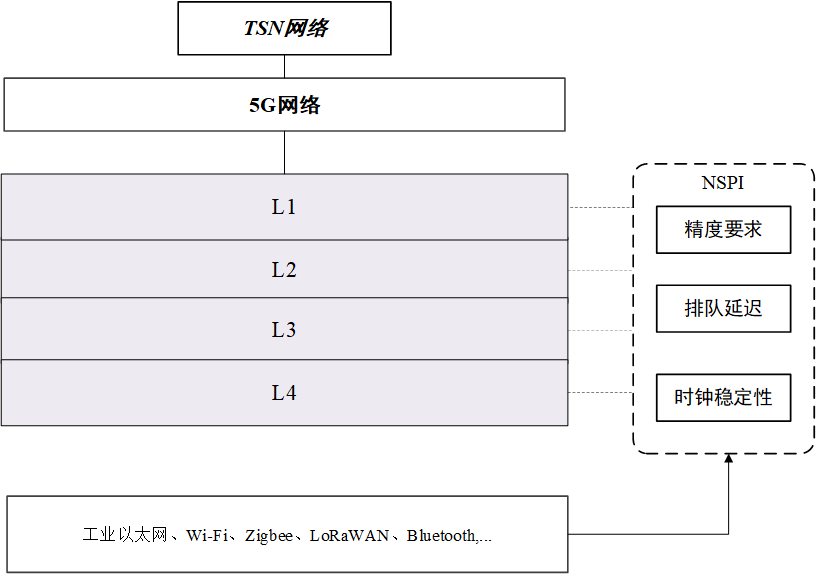 TSN网络
5G网络
L1
L2
L3
L4
NSPI
精度要求
排队延迟
时钟稳定性
工业以太网、Wi-Fi、Zigbee、LoRaWAN、Bluetooth,...